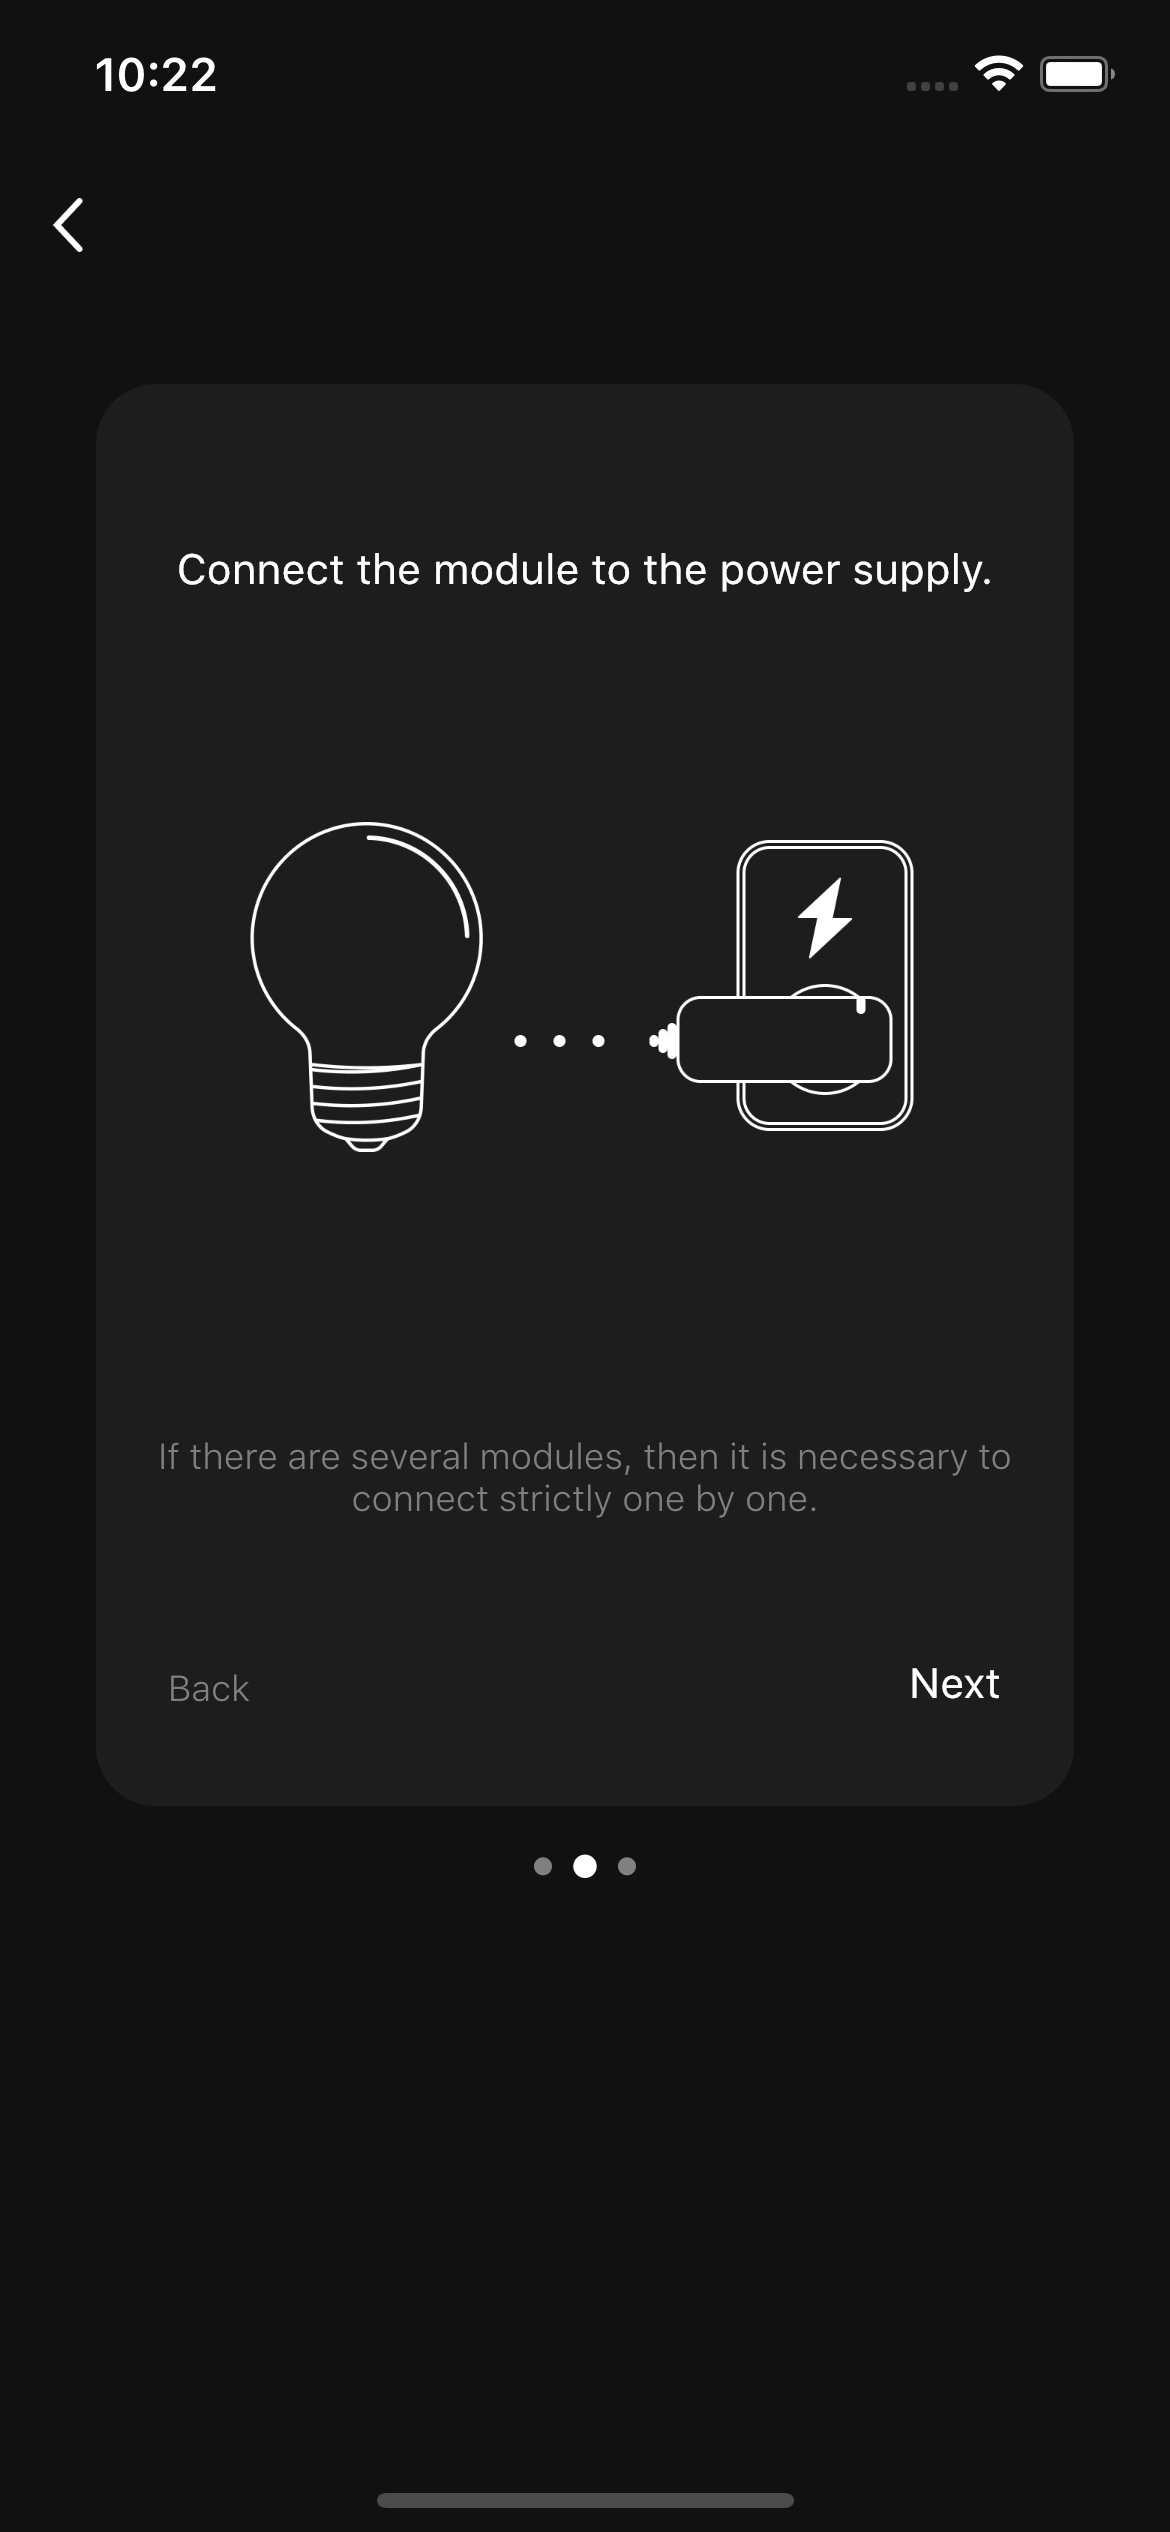 10:22
Connect the module to the power supply.
If there are several modules, then it is necessary to
connect strictly one by one.
Back
Next